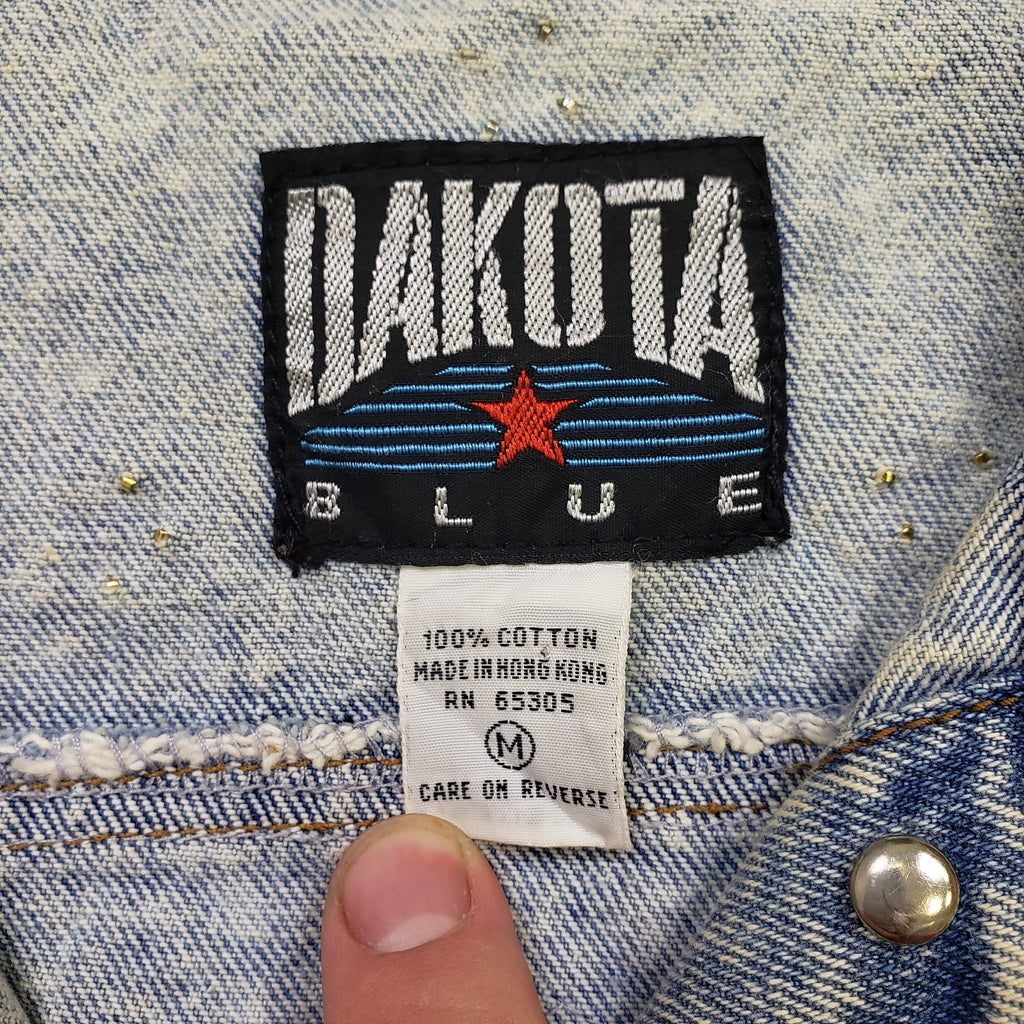 DAKOTA
BLUE
100% COTTON
MADE IN HONG KONG
RN 65305
M
CARE ON REVERSE